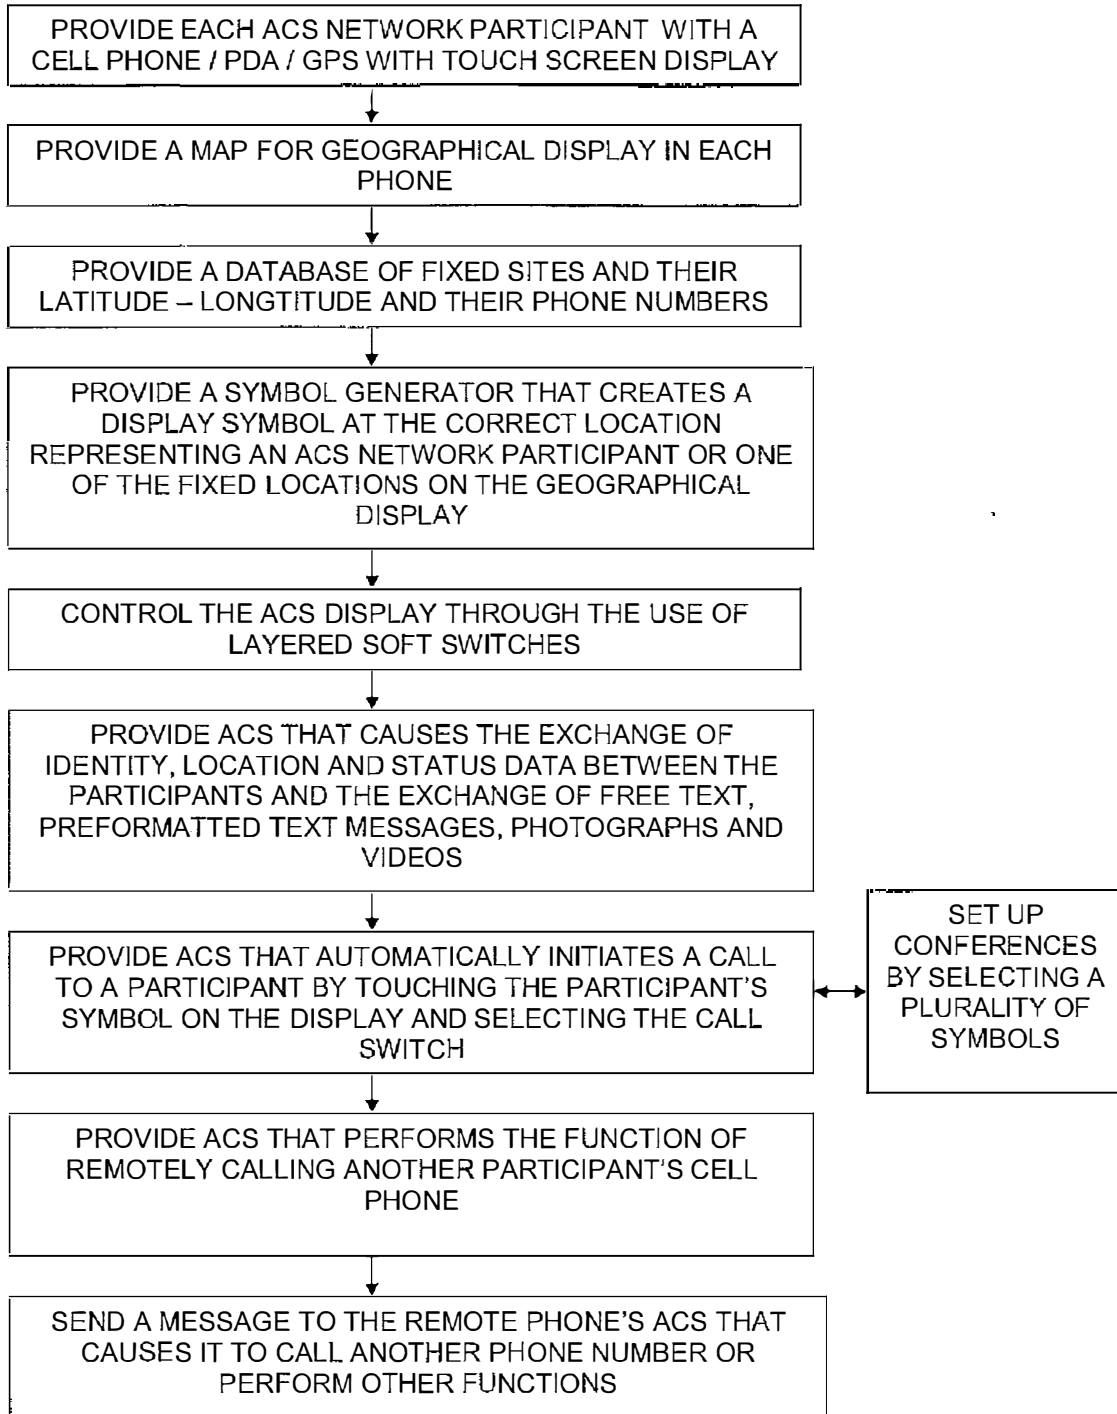 PROVIDE EACH ACS NETWORK PARTICIPANT WITH A
CELL PHONE / PDA / GPS WITH TOUCH SCREEN DISPLAY
PROVIDE A MAP FOR GEOGRAPHICAL DISPLAY IN EACH
PHONE
PROVIDE A DATABASE OF FIXED SITES AND THEIR
LATITUDE – LONGTITUDE AND THEIR PHONE NUMBERS
PROVIDE A SYMBOL GENERATOR THAT CREATES A
DISPLAY SYMBOL AT THE CORRECT LOCATION
REPRESENTING AN ACS NETWORK PARTICIPANT OR ONE
OF THE FIXED LOCATIONS ON THE GEOGRAPHICAL
DISPLAY
CONTROL THE ACS DISPLAY THROUGH THE USE OF
LAYERED SOFT SWITCHES
PROVIDE ACS THAT CAUSES THE EXCHANGE OF
IDENTITY, LOCATION AND STATUS DATA BETWEEN THE
PARTICIPANTS AND THE EXCHANGE OF FREE TEXT,
PREFORMATTED TEXT MESSAGES, PHOTOGRAPHS AND
VIDEOS
PROVIDE ACS THAT AUTOMATICALLY INITIATES A CALL
TO A PARTICIPANT BY TOUCHING THE PARTICIPANT'S
SYMBOL ON THE DISPLAY AND SELECTING THE CALL
SWITCH
SET UP
CONFERENCES
BY SELECTING A
PLURALITY OF
SYMBOLS
PROVIDE ACS THAT PERFORMS THE FUNCTION OF
REMOTELY CALLING ANOTHER PARTICIPANT'S CELL
PHONE
SEND A MESSAGE TO THE REMOTE PHONE'S ACS THAT
CAUSES IT TO CALL ANOTHER PHONE NUMBER OR
PERFORM OTHER FUNCTIONS